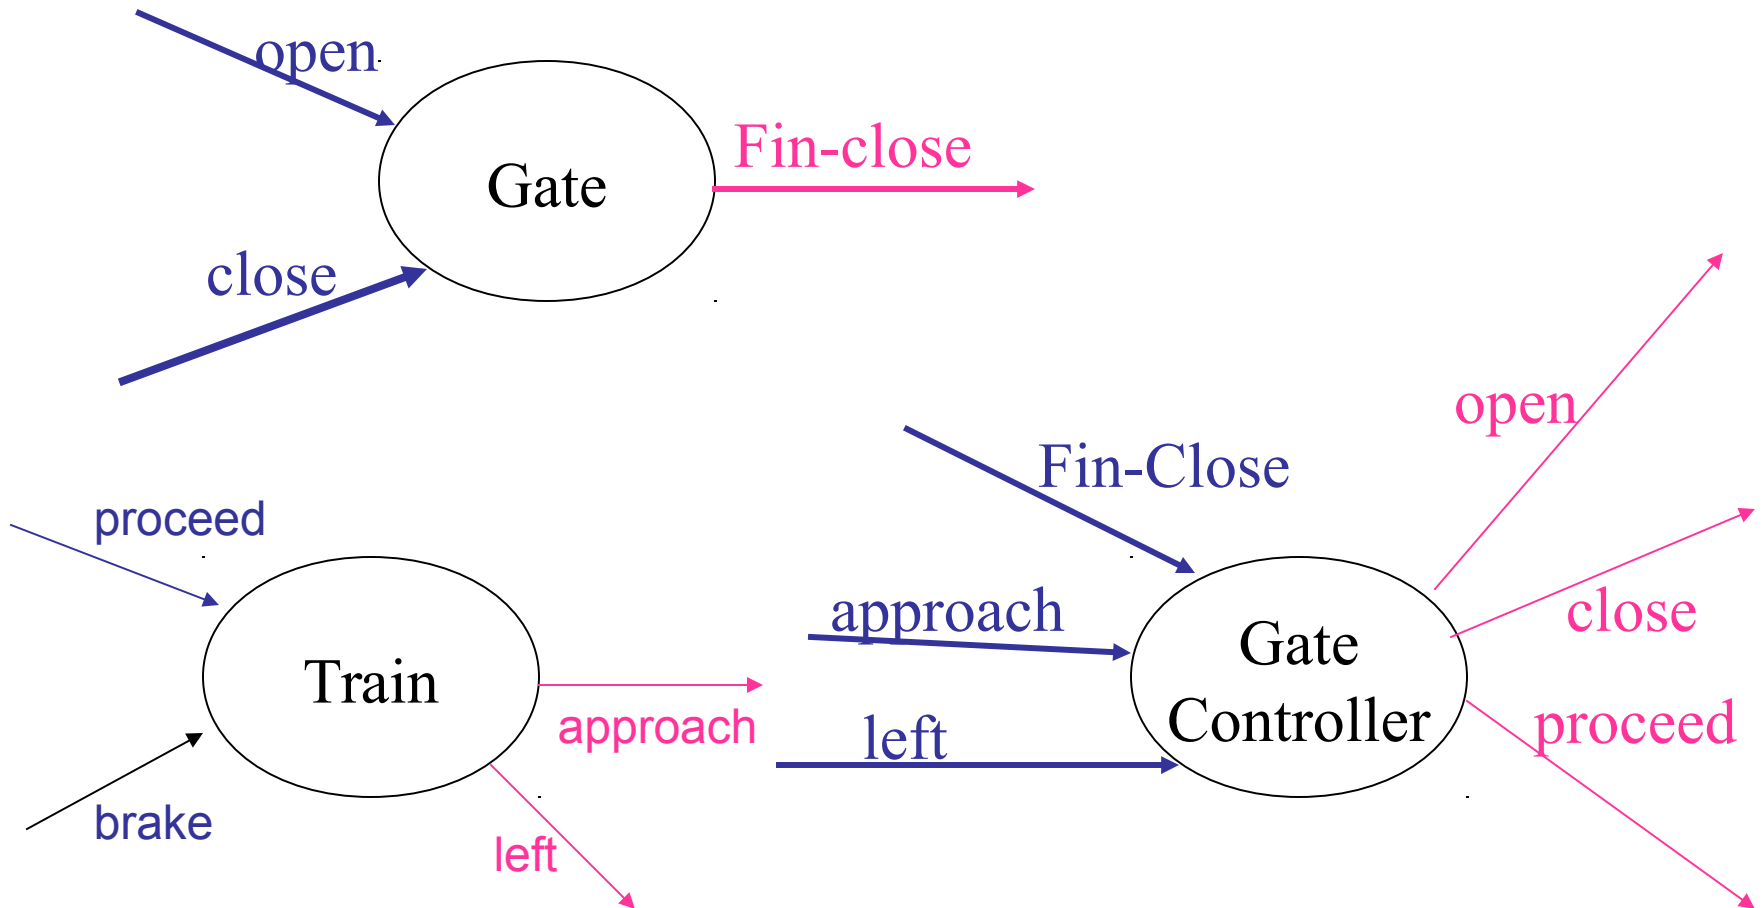 open
Fin-close
Gate
close
open
Fin-Close
proceed
approach
close
Gate
Controller
Train
left
proceed
approach
brake
left